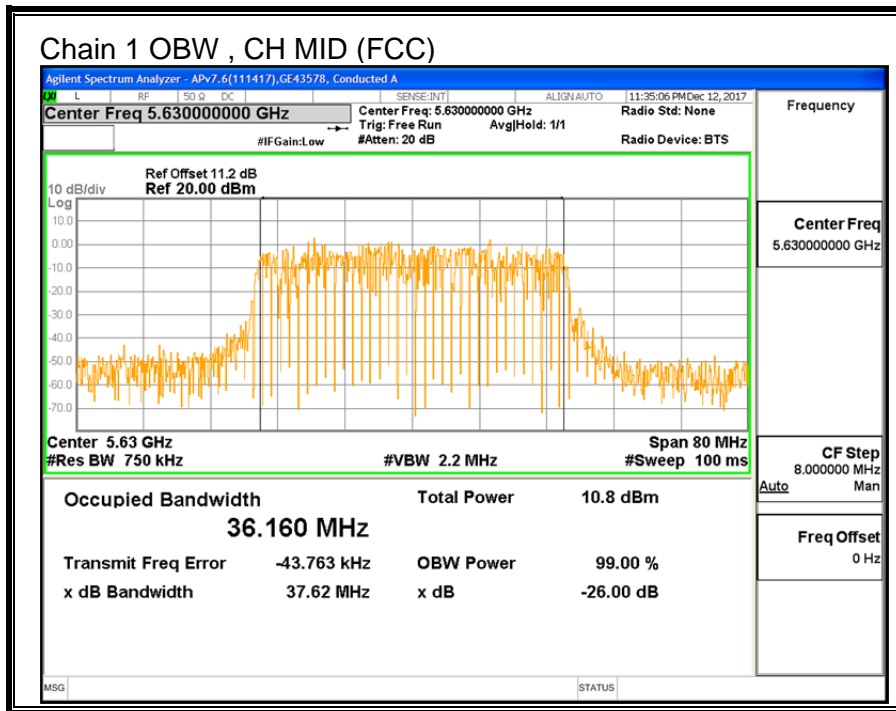 Chain 1 OBW , CH MID (FCC)
Agilent Spectrum Analyzer - APv7.6(111417),GE43578, Conducted A
LXI L RF 50 Ω DC SENSE:INT ALIGN AUTO 11:35:06 PM Dec 12, 2017
Center Freq 5.630000000 GHz
Center Freq: 5.630000000 GHz
Radio Std: None
Trig: Free Run Avg|Hold: 1/1
#IFGain:Low #Atten: 20 dB Radio Device: BTS
Frequency
Ref Offset 11.2 dB
10 dB/div Ref 20.00 dBm
Log
10.0
0.00
-10.0
-20.0
-30.0
-40.0
-50.0
-60.0
-70.0
Center Freq
5.630000000 GHz
Center 5.63 GHz Span 80 MHz
#Res BW 750 kHz #VBW 2.2 MHz #Sweep 100 ms
CF Step
8.000000 MHz
Auto Man
Occupied Bandwidth Total Power 10.8 dBm
36.160 MHz
Transmit Freq Error -43.763 kHz OBW Power 99.00 %
x dB Bandwidth 37.62 MHz x dB -26.00 dB
Freq Offset
0 Hz
MSG STATUS